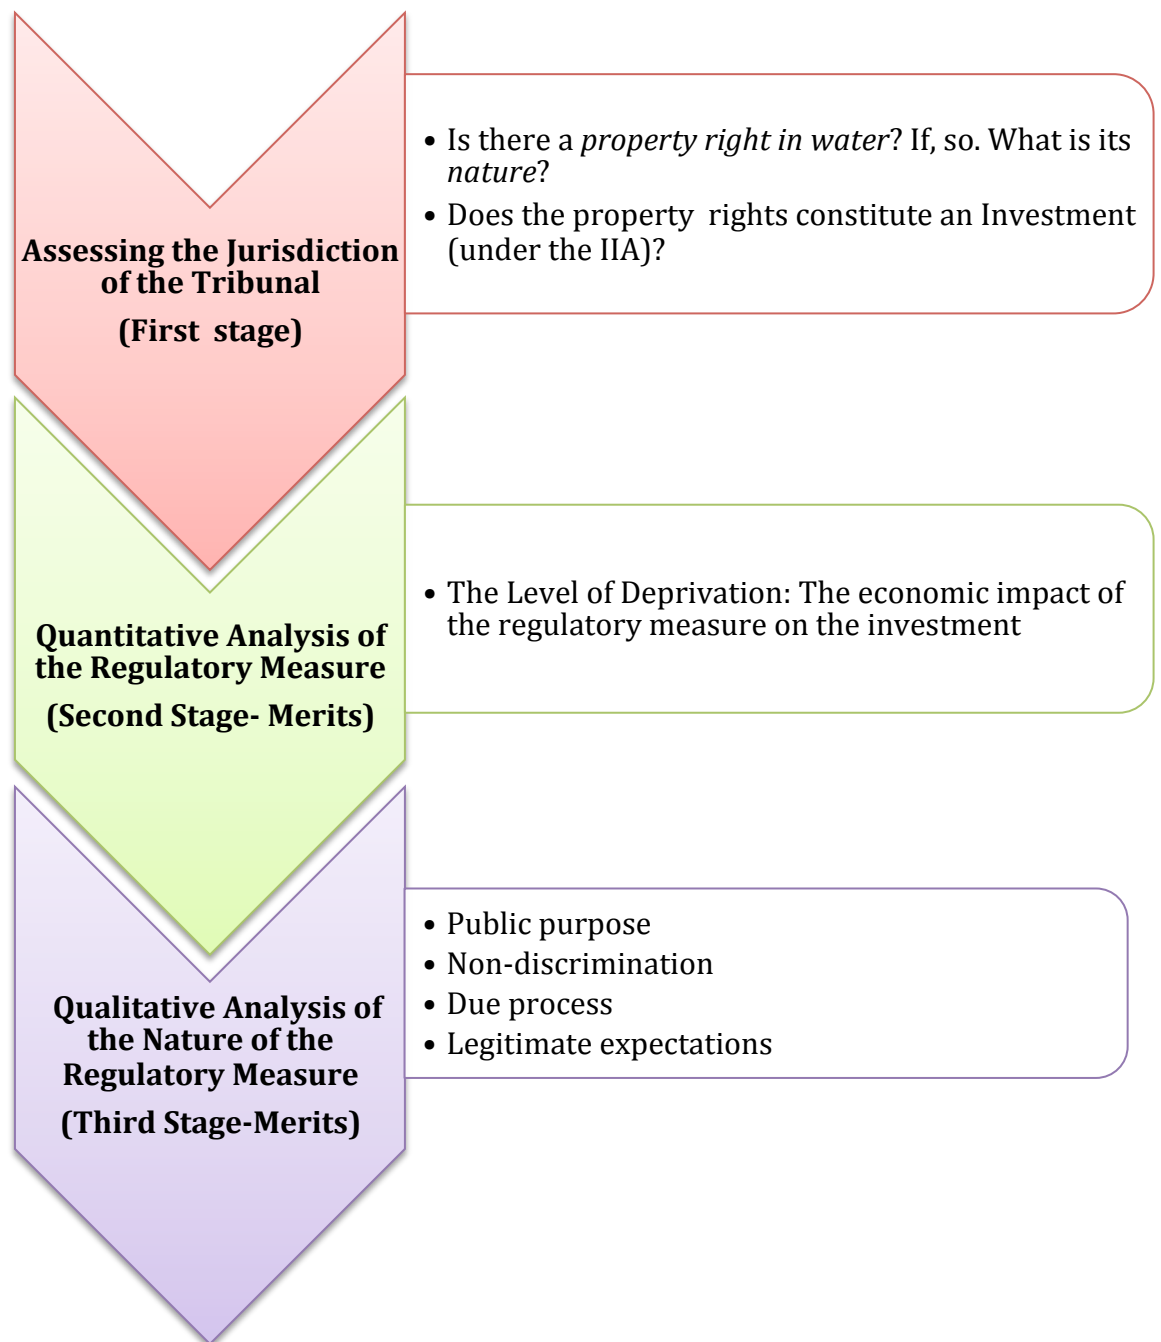 Assessing the Jurisdiction
of the Tribunal
(First stage)
• Is there a property right in water? If, so. What is its
nature?
• Does the property rights constitute an Investment
(under the IIA)?
Quantitative Analysis of
the Regulatory Measure
(Second Stage- Merits)
• The Level of Deprivation: The economic impact of
the regulatory measure on the investment
Qualitative Analysis of
the Nature of the
Regulatory Measure
(Third Stage-Merits)
• Public purpose
• Non-discrimination
• Due process
• Legitimate expectations